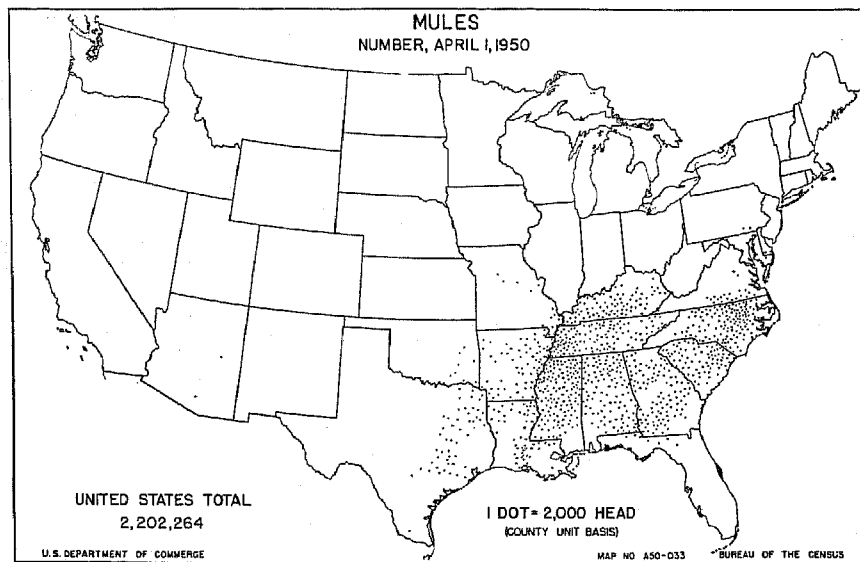 MULES
NUMBER, APRIL 1, 1950
UNITED STATES TOTAL
2,202,264
1 DOT = 2,000 HEAD
(COUNTY UNIT BASIS)
U.S. DEPARTMENT OF COMMERCE
MAP NO A50-033 BUREAU OF THE CENSUS